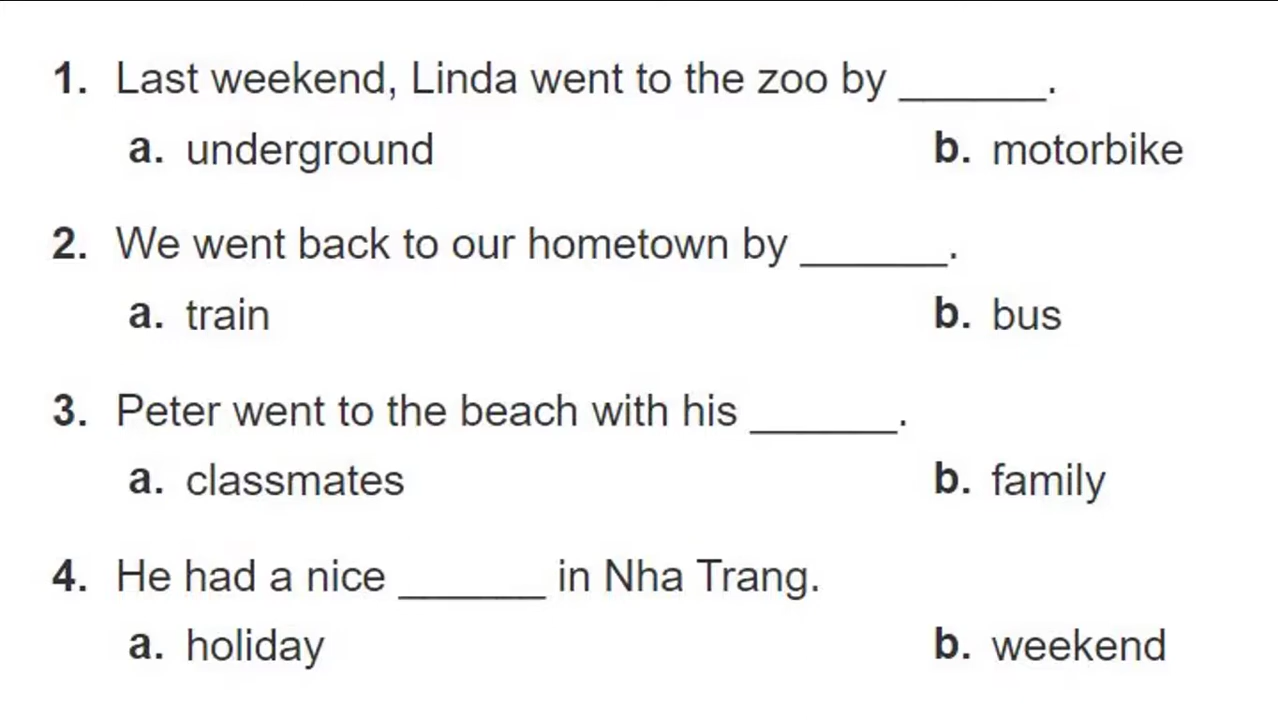 1. Last weekend, Linda went to the zoo by ______.
a. underground b. motorbike
2. We went back to our hometown by ______.
a. train b. bus
3. Peter went to the beach with his ______.
a. classmates b. family
4. He had a nice ______ in Nha Trang.
a. holiday b. weekend